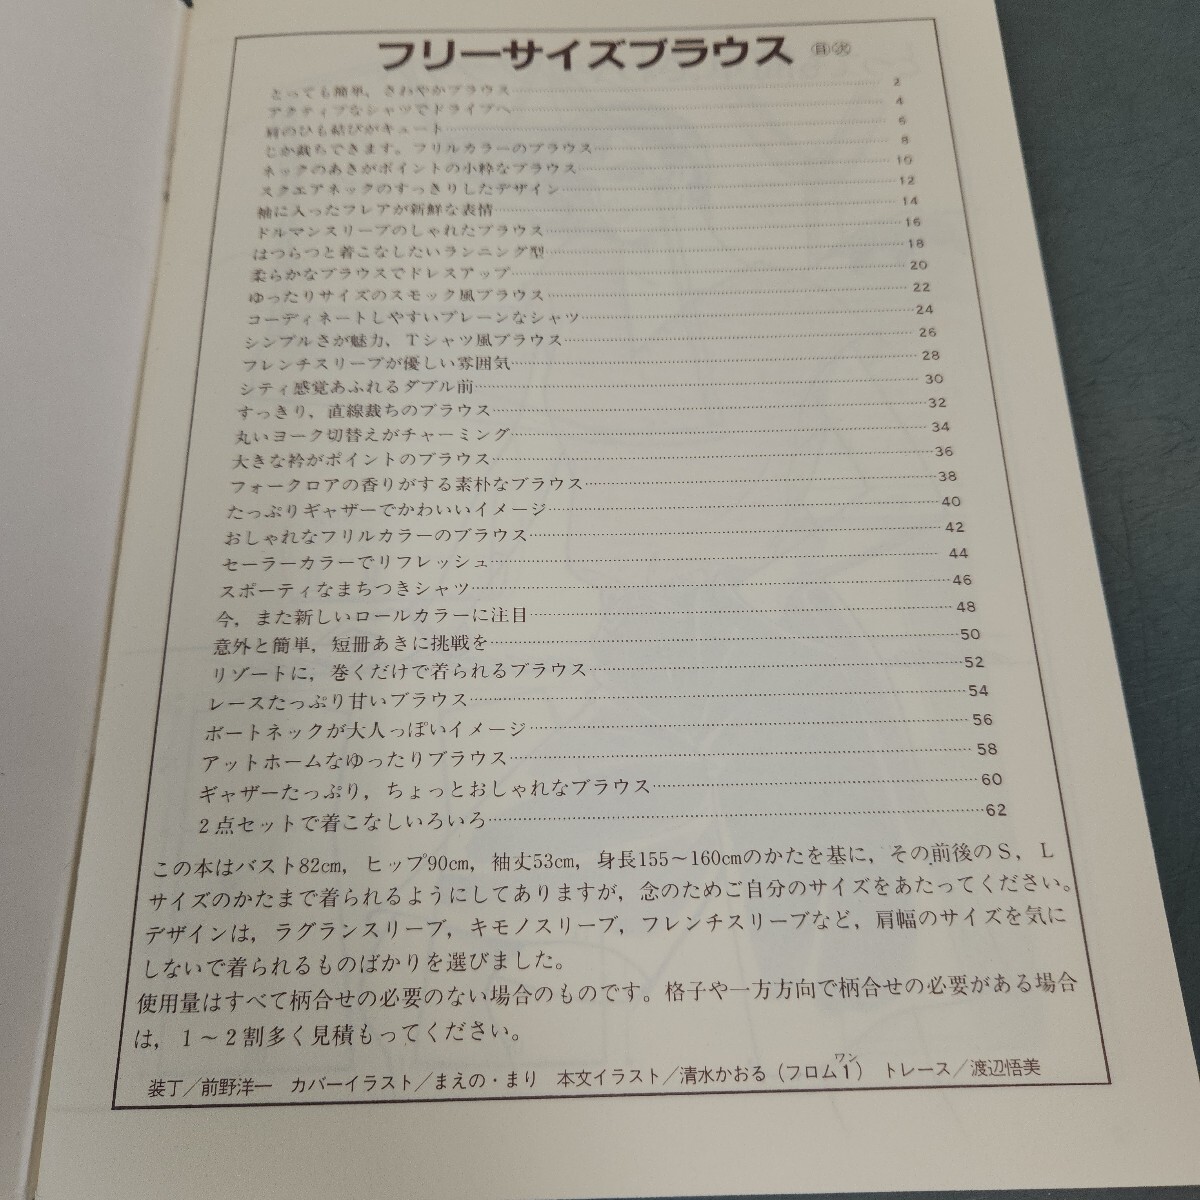 フリーサイズブラウス 目次
とっても簡単，さわやかブラウス……2
アクティブなシャツでドライブへ……4
肩のひも結びがキュート……6
じか裁ちできます。フリルカラーのブラウス……8
ネックのあきがポイントの小粋なブラウス……10
スクエアネックのすっきりしたデザイン……12
袖に入ったフレアが新鮮な表情……14
ドルマンスリーブのしゃれたブラウス……16
はつらつと着こなしたいランニング型……18
柔らかなブラウスでドレスアップ……20
ゆったりサイズのスモック風ブラウス……22
コーディネートしやすいプレーンなシャツ……24
シンプルさが魅力、Ｔシャツ風ブラウス……26
フレンチスリーブが優しい雰囲気……28
シティ感覚あふれるダブル前……30
すっきり，直線裁ちのブラウス……32
丸いヨーク切替えがチャーミング……34
大きな衿がポイントのブラウス……36
フォークロアの香りがする素朴なブラウス……38
たっぷりギャザーでかわいいイメージ……40
おしゃれなフリルカラーのブラウス……42
セーラーカラーでリフレッシュ……44
スポーティなまちつきシャツ……46
今，また新しいロールカラーに注目……48
意外と簡単，短冊あきに挑戦を……50
リゾートに，巻くだけで着られるブラウス……52
レースたっぷり甘いブラウス……54
ボートネックが大人っぽいイメージ……56
アットホームなゆったりブラウス……58
ギャザーたっぷり，ちょっとおしゃれなブラウス……60
２点セットで着こなしいろいろ……62
この本はバスト82cm，ヒップ90cm，袖丈53cm，身長155～160cmのかたを基に，その前後のＳ，Ｌ
サイズのかたまで着られるようにしてありますが，念のためご自分のサイズをあたってください。
デザインは，ラグランスリーブ，キモノスリーブ，フレンチスリーブなど，肩幅のサイズを気に
しないで着られるものばかりを選びました。
使用量はすべて柄合せの必要のない場合のものです。格子や一方方向で柄合せの必要がある場合
は，１～２割多く見積もってください。
装丁／前野洋一 カバーイラスト／まえの・まり 本文イラスト／清水かおる（フロム1ワン） トレース／渡辺悟美